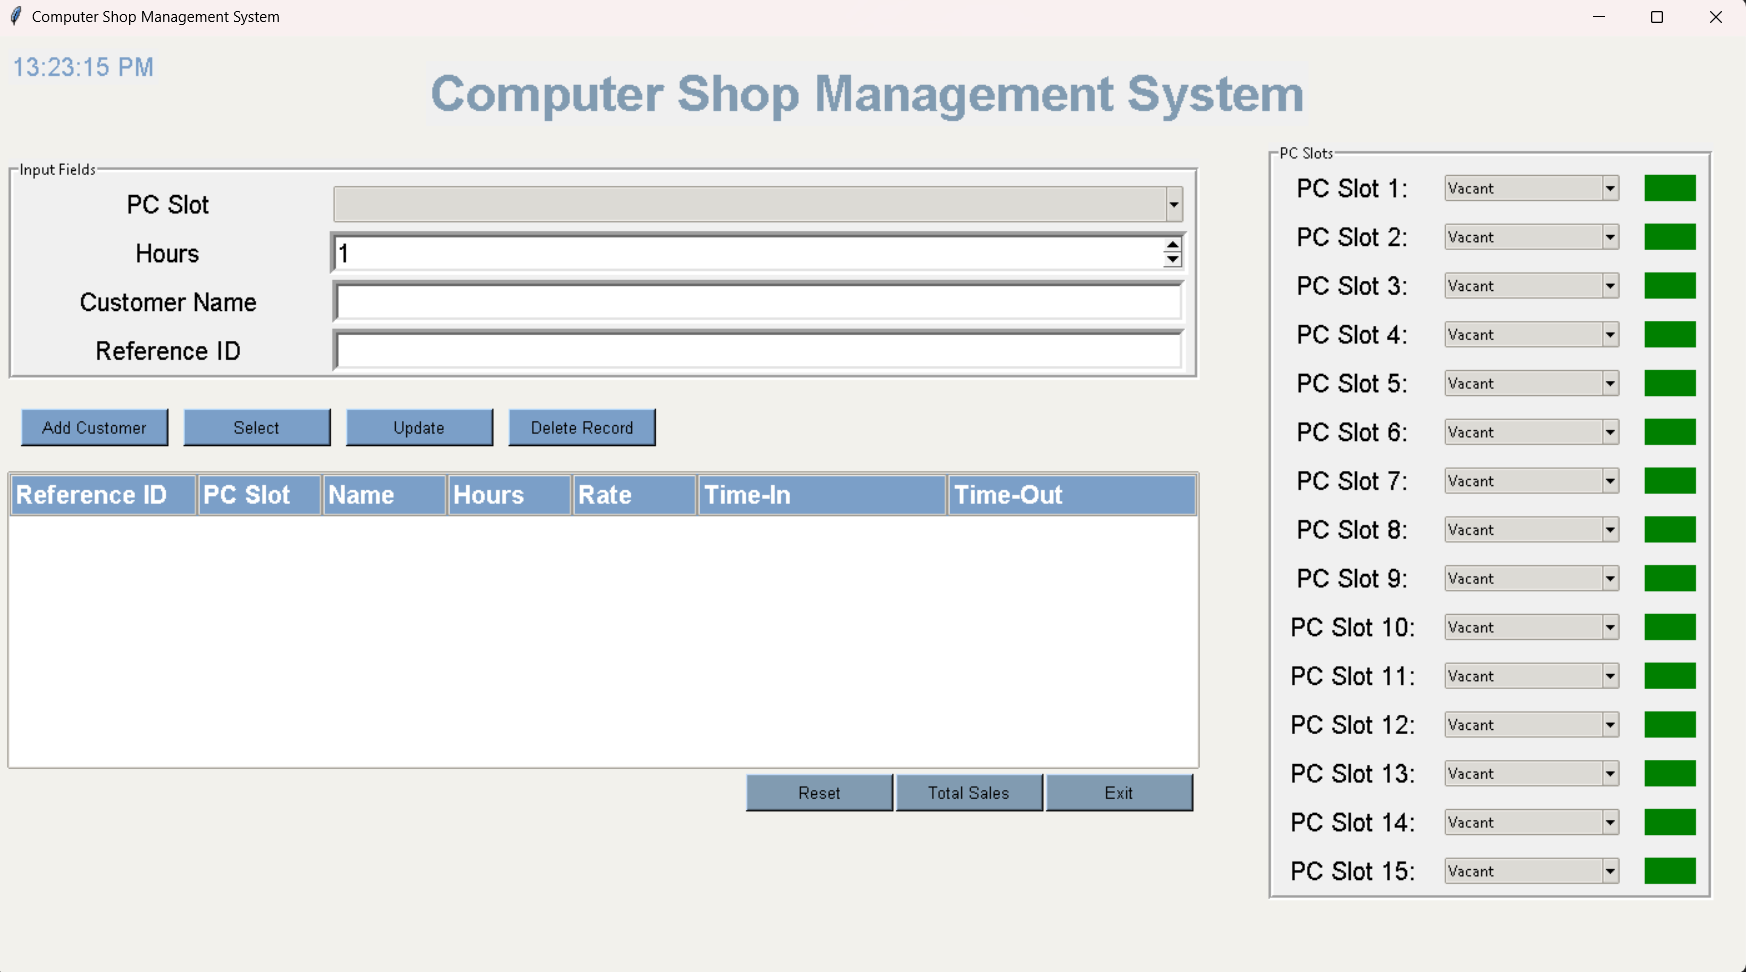 Computer Shop Management System
13:23:15 PM
Computer Shop Management System
Input Fields
PC Slot
Hours 1
Customer Name
Reference ID
Add Customer Select Update Delete Record
Reference ID PC Slot Name Hours Rate Time-In Time-Out
Reset Total Sales Exit
PC Slots
PC Slot 1: Vacant
PC Slot 2: Vacant
PC Slot 3: Vacant
PC Slot 4: Vacant
PC Slot 5: Vacant
PC Slot 6: Vacant
PC Slot 7: Vacant
PC Slot 8: Vacant
PC Slot 9: Vacant
PC Slot 10: Vacant
PC Slot 11: Vacant
PC Slot 12: Vacant
PC Slot 13: Vacant
PC Slot 14: Vacant
PC Slot 15: Vacant